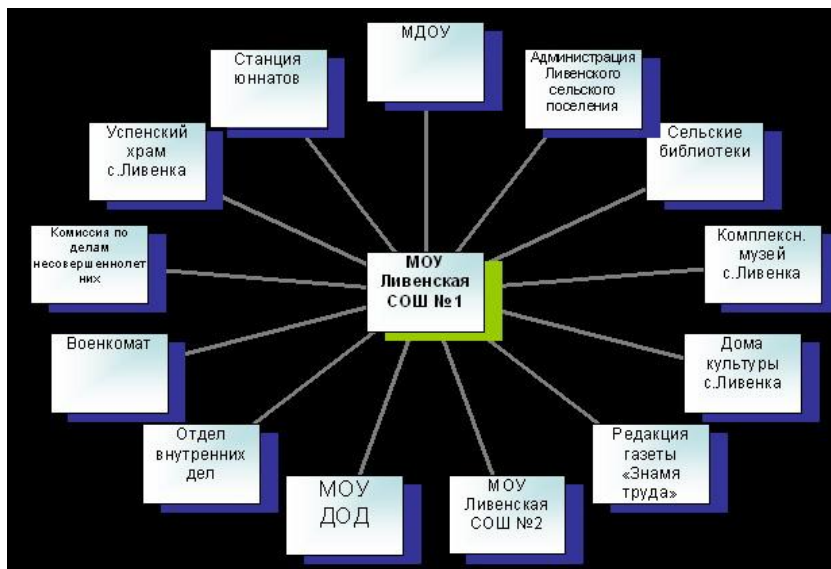 МДОУ
Станция
юннатов
Администрация
Ливенского
сельского
поселения
Успенский
храм
с.Ливенка
Сельские
библиотеки
Комиссия по
делам
несовершеннолет
них
МОУ
Ливенская
СОШ №1
Комплексн.
музей
с.Ливенка
Военкомат
Дома
культуры
с.Ливенка
Отдел
внутренних
дел
МОУ
ДОД
МОУ
Ливенская
СОШ №2
Редакция
газеты
«Знамя
труда»